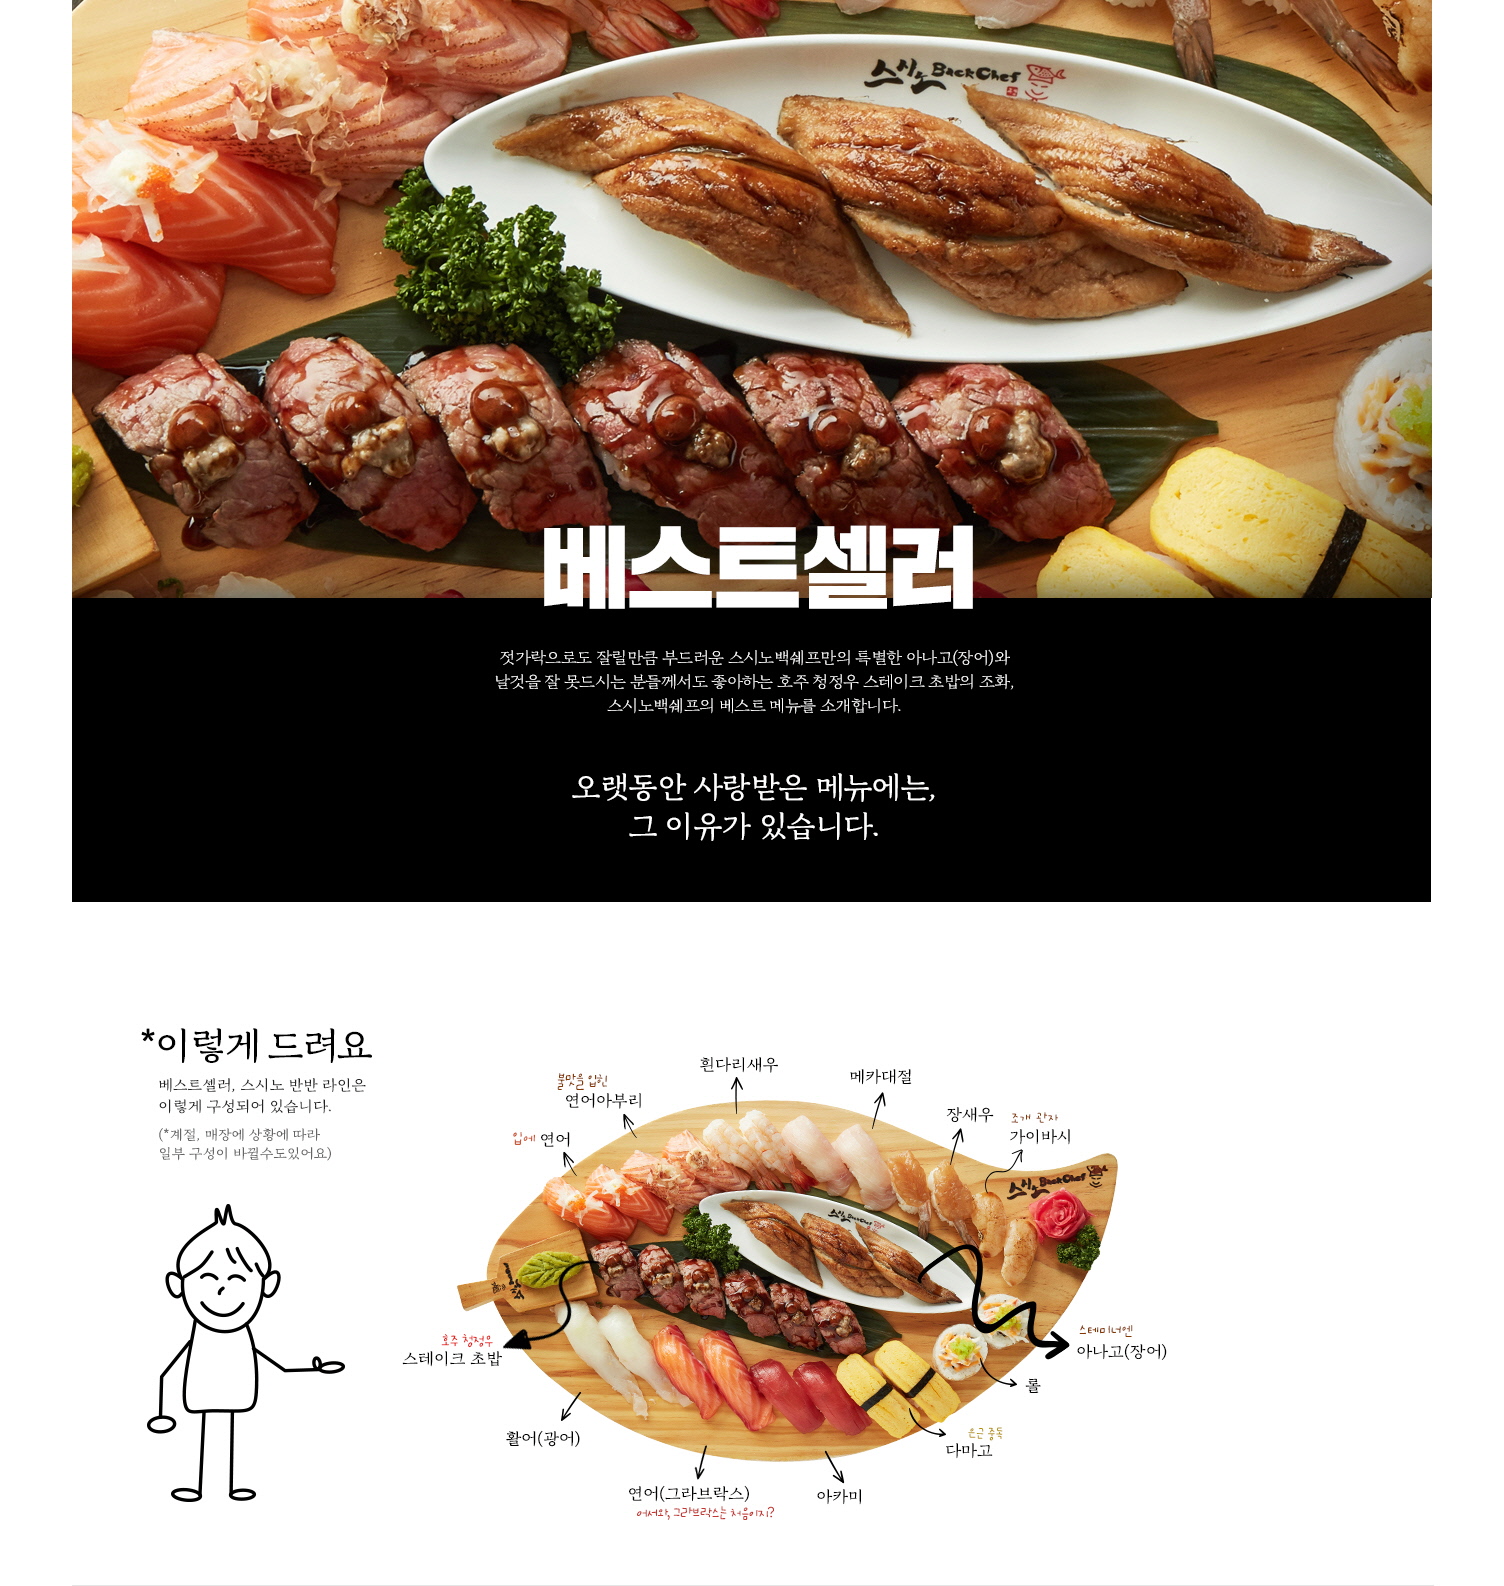 스시노 BackChef
베스트셀러
젓가락으로도 잘릴만큼 부드러운 스시노백쉐프만의 특별한 아나고(장어)와
날것을 잘 못드시는 분들께서도 좋아하는 호주 청정우 스테이크 초밥의 조화,
스시노백쉐프의 베스트 메뉴를 소개합니다.
오랫동안 사랑받은 메뉴에는,
그 이유가 있습니다.
*이렇게 드려요
베스트셀러, 스시노 반반 라인은
이렇게 구성되어 있습니다.
(*계절, 매장에 상황에 따라
일부 구성이 바뀔수도있어요)
흰다리새우
메카대절
불맛을 입힌
연어아부리
장새우
조개 관자
가이바시
입에 연어
스시노 BackChef
스시노 BackChef
스테미너엔
아나고(장어)
호주 청정우
스테이크 초밥
롤
활어(광어)
은근 중독
다마고
연어(그라브락스)
어서와, 그라브락스는 처음이지?
아카미